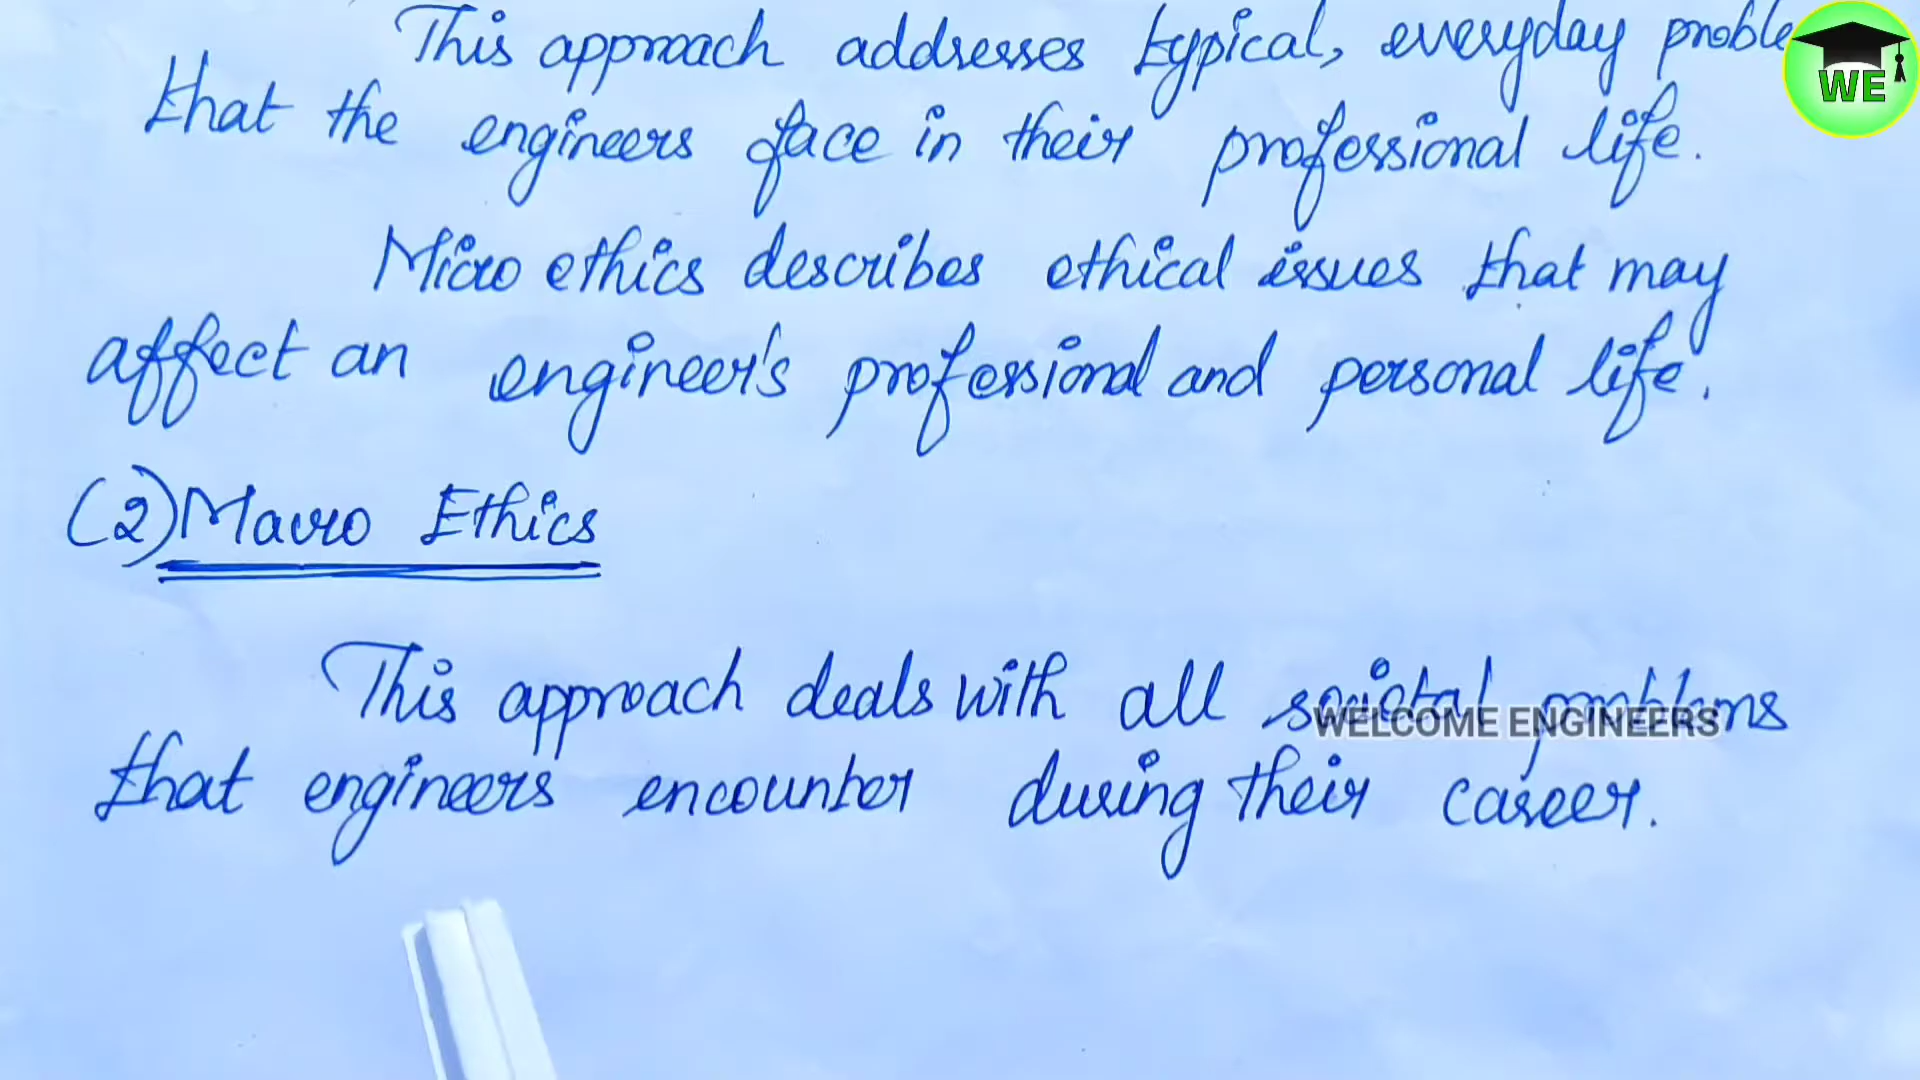 This approach addresses typical, everyday proble
WE
that the engineers face in their professional life.
Micro ethics describes ethical issues that may
affect an engineer's professional and personal life.
(2) Macro Ethics
This approach deals with all societal problems
WELCOME ENGINEERS
that engineers encounter during their career.